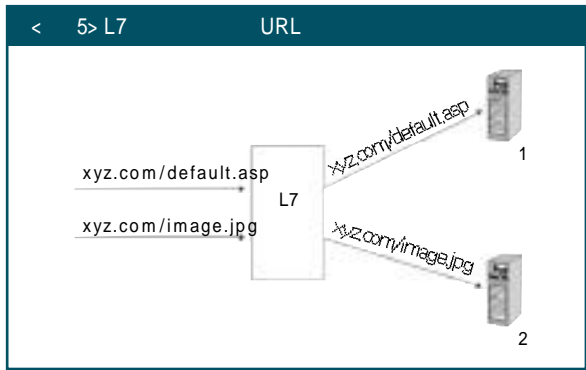 < 5> L7 URL
xyz.com/default.asp
xyz.com/image.jpg
L7
xyz.com/default.asp
xyz.com/image.jpg
1
2